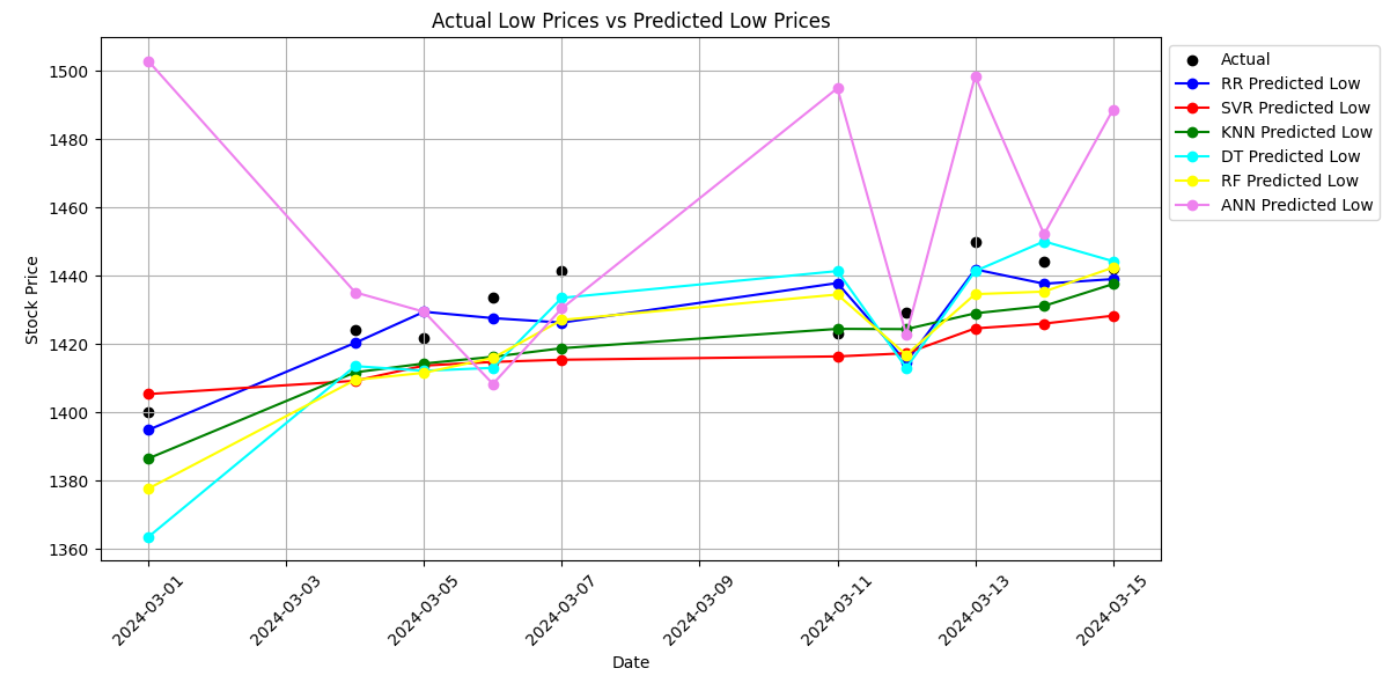 Actual Low Prices vs Predicted Low Prices
Stock Price
1500
1480
1460
1440
1420
1400
1380
1360
2024-03-01
2024-03-03
2024-03-05
2024-03-07
2024-03-09
2024-03-11
2024-03-13
2024-03-15
Date
Actual
RR Predicted Low
SVR Predicted Low
KNN Predicted Low
DT Predicted Low
RF Predicted Low
ANN Predicted Low